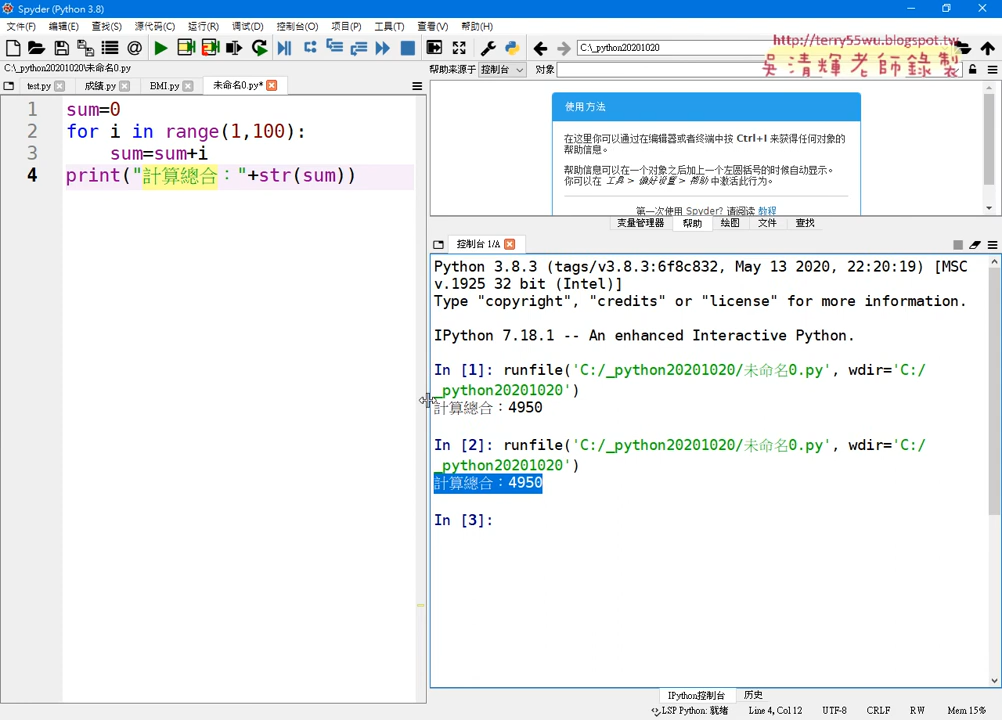 Spyder (Python 3.8)
文件(F) 编辑(E) 查找(S) 源代码(C) 运行(R) 调试(D) 控制台(O) 项目(P) 工具(T) 查看(V) 帮助(H)
C:\_python20201020
http://terry55wu.blogspot.tw
吳清輝老師錄製
C:\_python20201020\未命名0.py
帮助来源于 控制台 对象
test.py 成績.py BMI.py 未命名0.py*
1 sum=0
2 for i in range(1,100):
3     sum=sum+i
4 print("計算總合："+str(sum))
使用方法
在这里你可以通过在编辑器或者终端中按 Ctrl+I 来获得任何对象的
帮助信息。
帮助信息可以在一个对象之后加上一个左圆括号的时候自动显示。
你可以在 工具 > 偏好设置 > 帮助 中激活此行为。
第一次使用 Spyder? 请阅读 教程
变量管理器 帮助 绘图 文件 查找
控制台 1/A
Python 3.8.3 (tags/v3.8.3:6f8c832, May 13 2020, 22:20:19) [MSC
v.1925 32 bit (Intel)]
Type "copyright", "credits" or "license" for more information.
IPython 7.18.1 -- An enhanced Interactive Python.
In [1]: runfile('C:/_python20201020/未命名0.py', wdir='C:/
_python20201020')
計算總合：4950
In [2]: runfile('C:/_python20201020/未命名0.py', wdir='C:/
_python20201020')
計算總合：4950
In [3]:
IPython控制台 历史
LSP Python: 就绪 Line 4, Col 12 UTF-8 CRLF RW Mem 15%